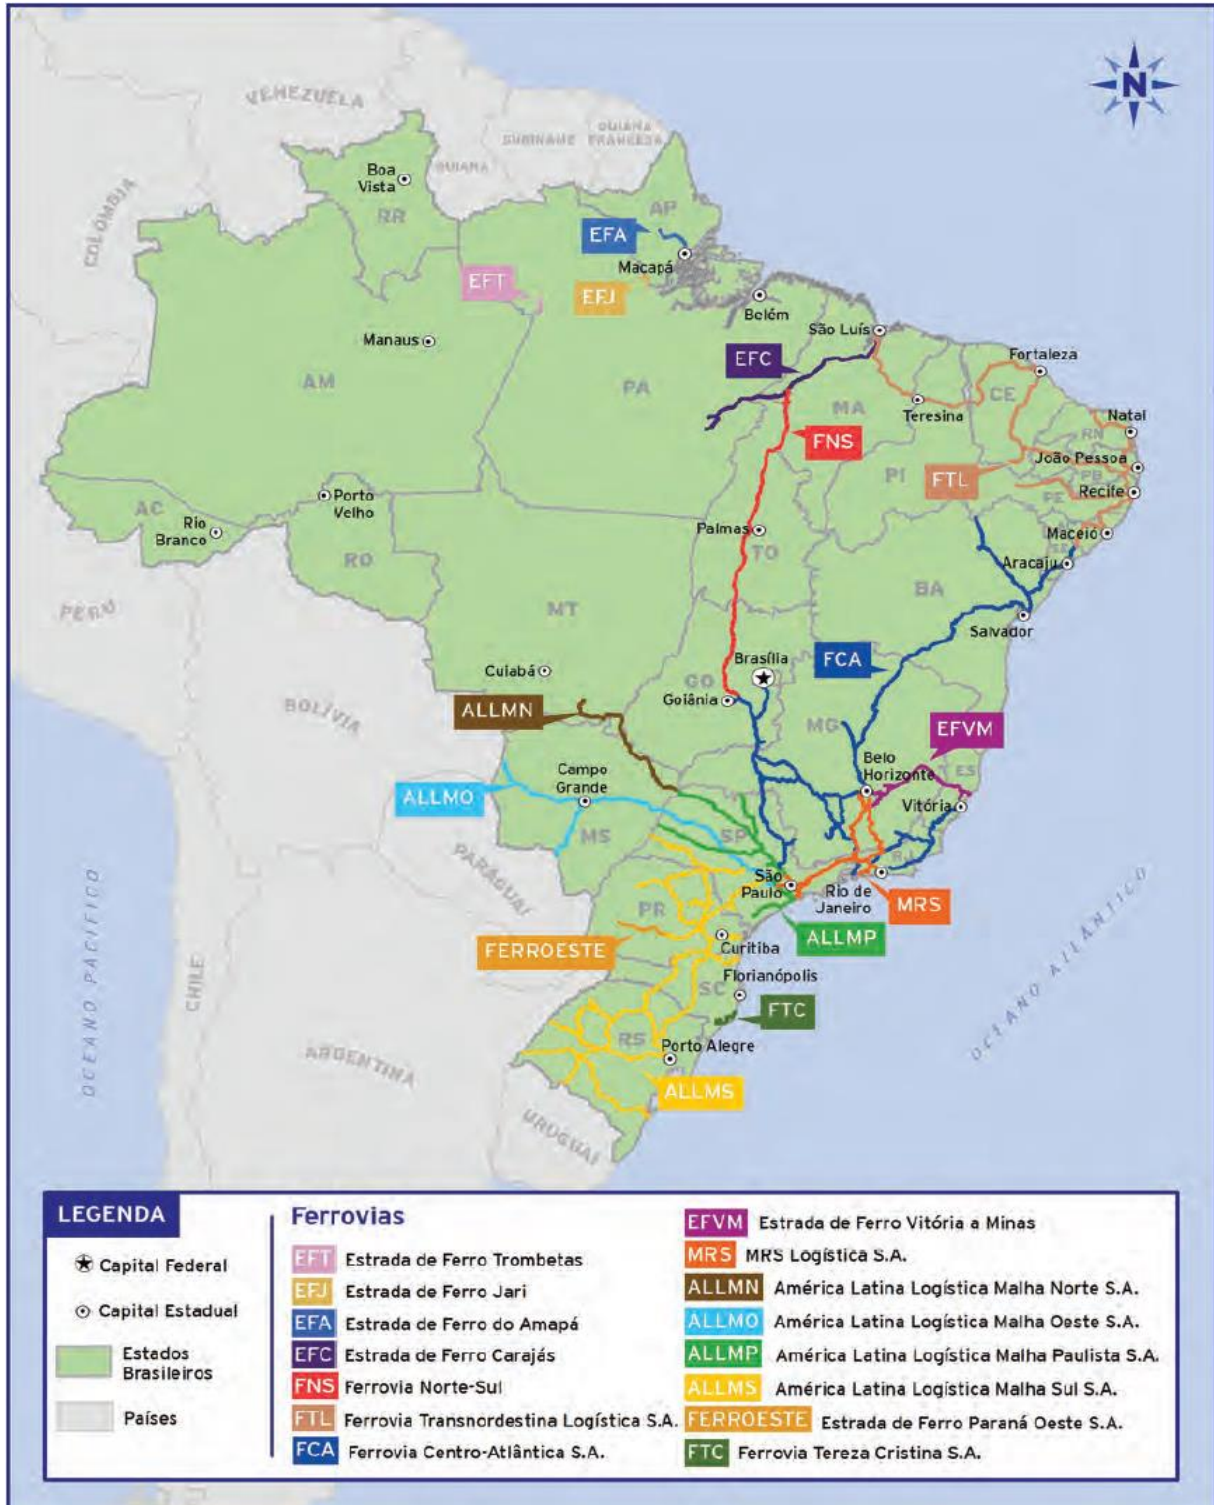 N
VENEZUELA
SURINAME
GUIANA
FRANCESA
GUIANA
COLÔMBIA
Boa
Vista
RR
AP
EFA
Macapá
EFT
EFJ
Belém
São Luís
Manaus
Fortaleza
EFC
AM
PA
MA
CE
Teresina
Natal
FNS
RN
João Pessoa
PI
FTL
PB
PE
Recife
AC
Porto
Velho
Rio
Branco
Palmas
Maceió
RO
TO
SE
Aracaju
BA
PERÚ
MT
Salvador
Brasília
FCA
Cuiabá
GO
Goiânia
BOLÍVIA
ALLMN
MG
EFVM
Campo
Grande
Belo
Horizonte
ES
ALLMO
Vitória
MS
SP
PARAGUAI
RJ
São
Paulo
Rio de
Janeiro
MRS
PR
ALLMP
FERROESTE
Curitiba
Florianópolis
SC
FTC
CHILE
OCEANO PACÍFICO
OCEANO ATLÂNTICO
RS
Porto Alegre
ARGENTINA
ALLMS
URUGUAI
LEGENDA
Capital Federal
Capital Estadual
Estados
Brasileiros
Países
Ferrovias
EFT Estrada de Ferro Trombetas
EFJ Estrada de Ferro Jari
EFA Estrada de Ferro do Amapá
EFC Estrada de Ferro Carajás
FNS Ferrovia Norte-Sul
FTL Ferrovia Transnordestina Logística S.A.
FCA Ferrovia Centro-Atlântica S.A.
EFVM Estrada de Ferro Vitória a Minas
MRS MRS Logística S.A.
ALLMN América Latina Logística Malha Norte S.A.
ALLMO América Latina Logística Malha Oeste S.A.
ALLMP América Latina Logística Malha Paulista S.A.
ALLMS América Latina Logística Malha Sul S.A.
FERROESTE Estrada de Ferro Paraná Oeste S.A.
FTC Ferrovia Tereza Cristina S.A.